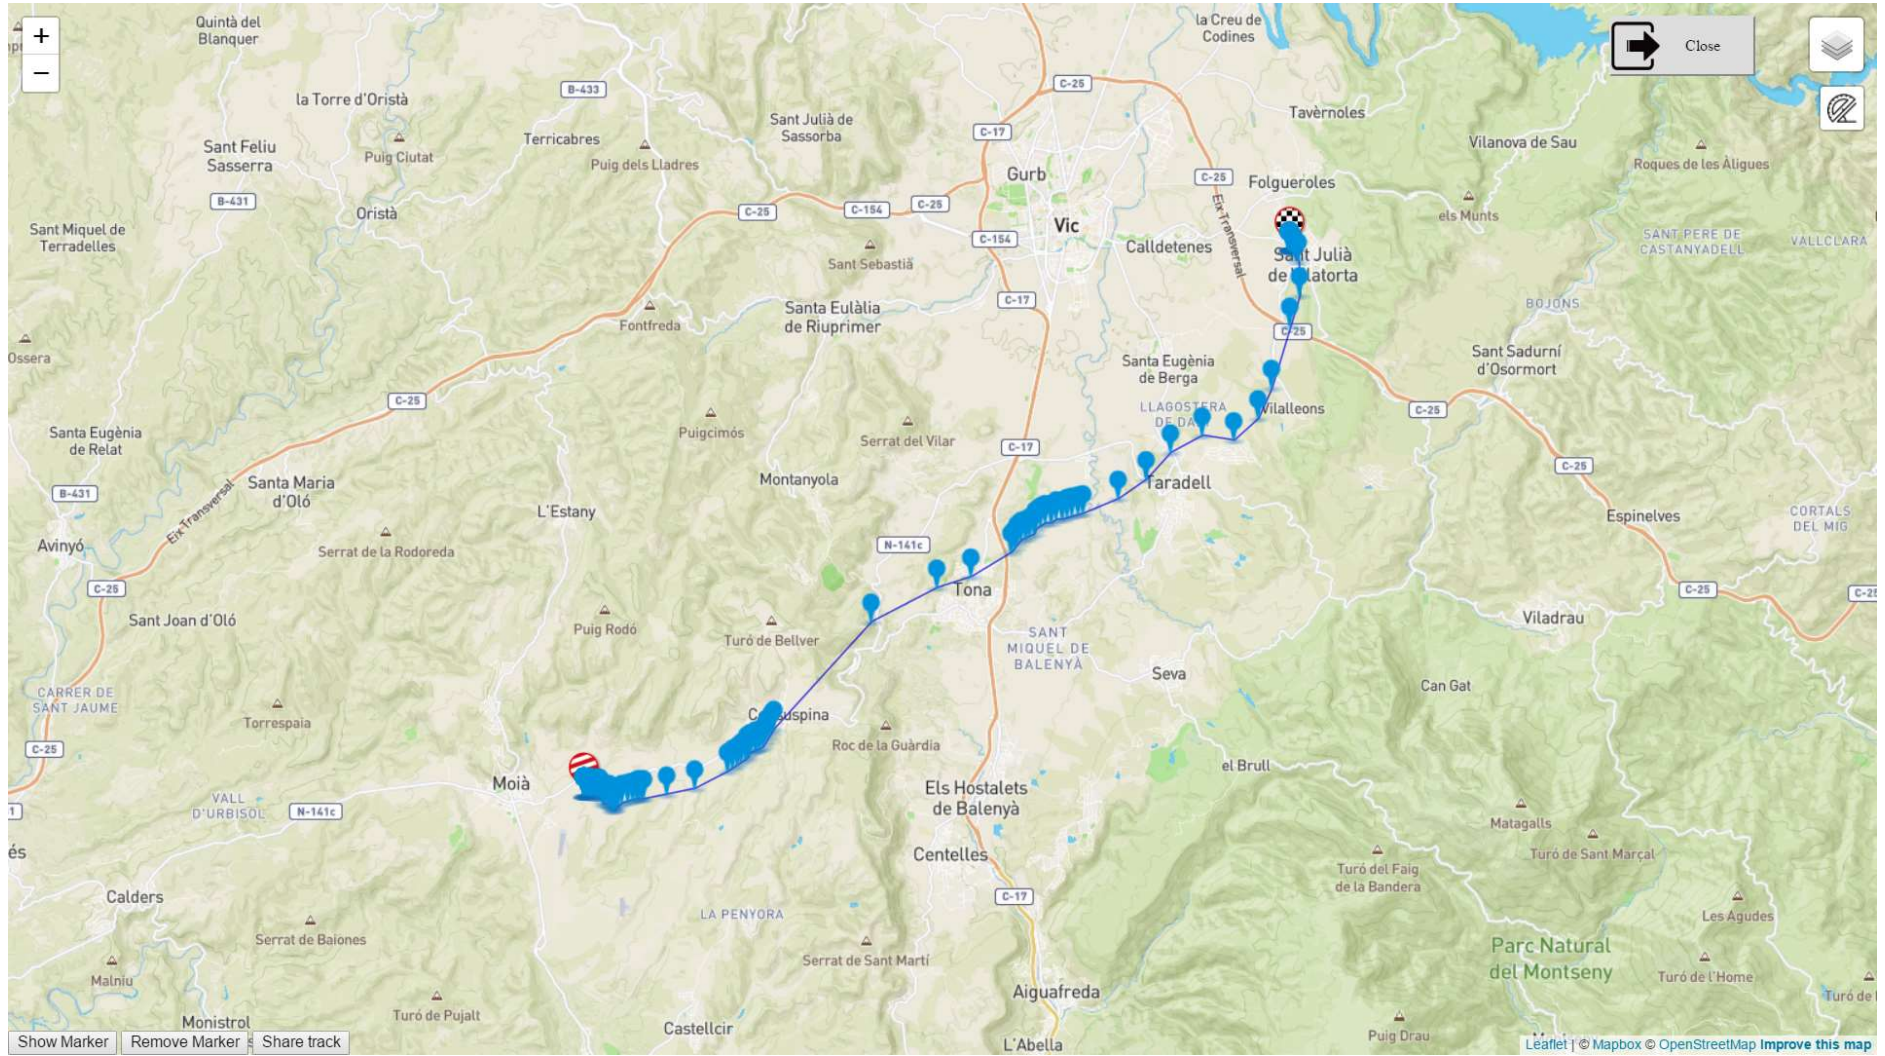 Quintà del
Blanquer
la Creu de
Codines
+
−
Close
C-25
B-433
la Torre d'Oristà
Tavèrnoles
Sant Julià de
Sassorba
C-17
Terricabres
Vilanova de Sau
Sant Feliu
Sasserra
Puig Ciutat
Puig dels Lladres
Roques de les Àligues
Gurb
C-25
Folgueroles
B-431
Oristà
C-25
C-154
C-25
els Munts
Sant Miquel de
Terradelles
Vic
Eix Transversal
C-154
Calldetenes
SANT PERE DE
CASTANYADELL
VALLCLARA
Sant Sebastià
Sant Julià
C-17
BOJONS
Santa Eulàlia
de Riuprimer
Fontfreda
C-25
Ossera
Santa Eugènia
de Berga
Sant Sadurní
d'Osormort
C-25
LLAGOSTERA
Vilalleons
C-25
Puigcimós
Santa Eugènia
de Relat
Serrat del Vilar
C-17
C-25
Montanyola
Taradell
Santa Maria
d'Oló
B-431
Eix Transversal
L'Estany
Espinelves
CORTALS
DEL MIG
Avinyó
Serrat de la Rodoreda
N-141c
C-25
Tona
C-25
Sant Joan d'Oló
Puig Rodó
Turó de Bellver
Viladrau
SANT
MIQUEL DE
BALENYÀ
Seva
Can Gat
CARRER DE
SANT JAUME
Torrespaia
Roc de la Guàrdia
C-25
el Brull
Moià
Els Hostalets
de Balenyà
VALL
D'URBISOL
N-141c
Matagalls
Centelles
Turó de Sant Marçal
Turó del Faig
de la Bandera
Calders
C-17
LA PENYORA
Les Agudes
Serrat de Baiones
Parc Natural
del Montseny
Serrat de Sant Martí
Malniu
Turó de l'Home
Aiguafreda
Turó de Pujalt
Monistrol
Castellcir
Puig Drau
L'Abella
Show Marker
Remove Marker
Share track
Leaflet | © Mapbox © OpenStreetMap Improve this map